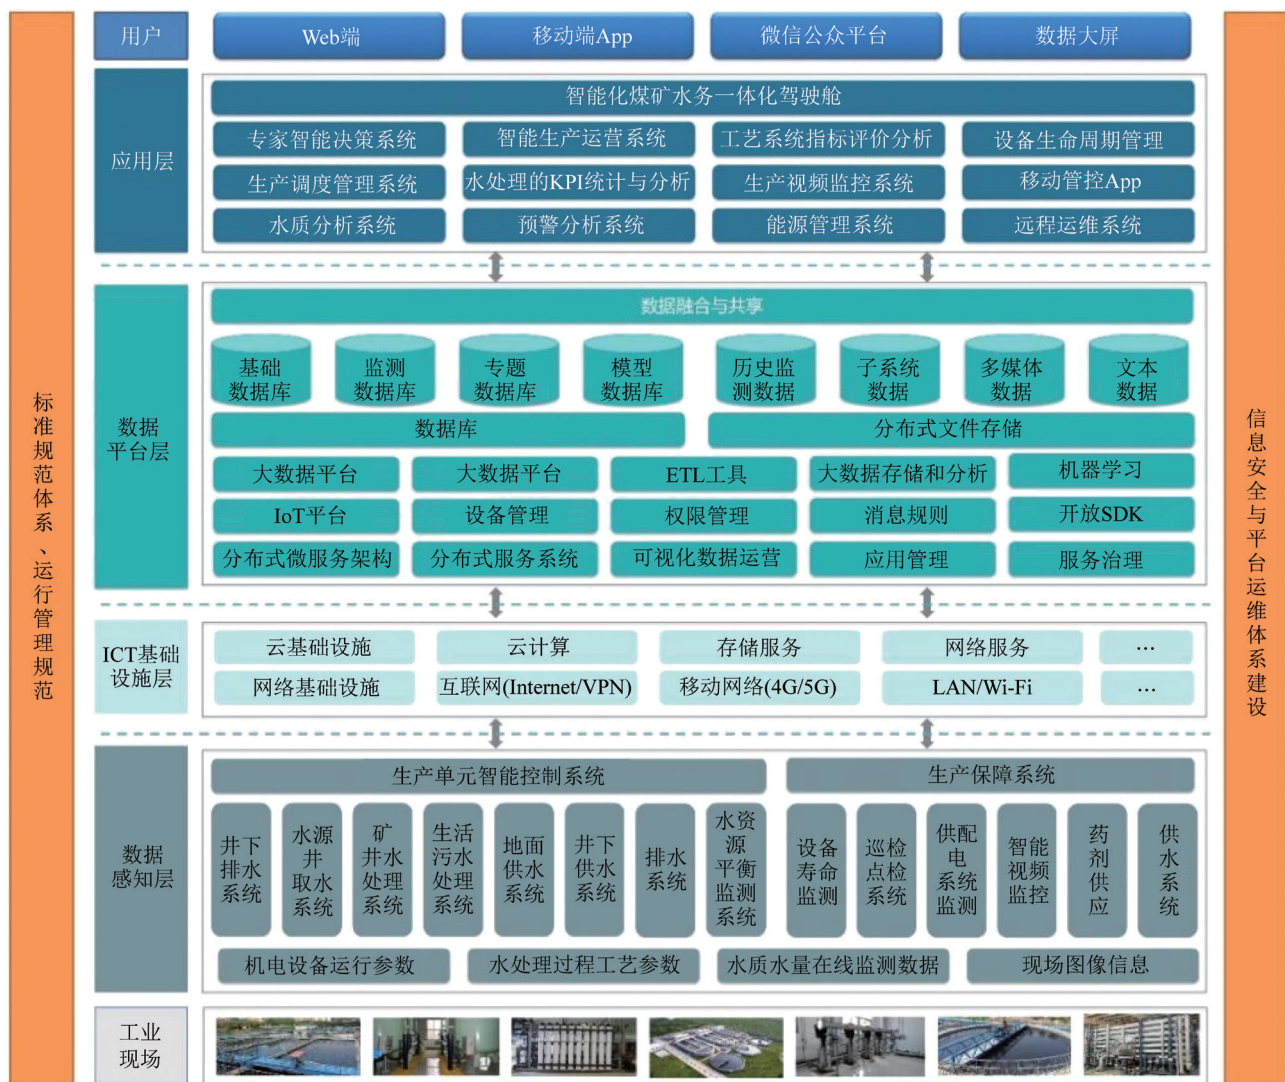 用户
Web端
移动端App
微信公众平台
数据大屏
应用层
智能化煤矿水务一体化驾驶舱
专家智能决策系统
智能生产运营系统
工艺系统指标评价分析
设备生命周期管理
生产调度管理系统
水处理的KPI统计与分析
生产视频监控系统
移动管控App
水质分析系统
预警分析系统
能源管理系统
远程运维系统
数据
平台层
数据融合与共享
基础
数据库
监测
数据库
专题
数据库
模型
数据库
历史监
测数据
子系统
数据
多媒体
数据
文本
数据
数据库
分布式文件存储
大数据平台
大数据平台
ETL工具
大数据存储和分析
机器学习
IoT平台
设备管理
权限管理
消息规则
开放SDK
分布式微服务架构
分布式服务系统
可视化数据运营
应用管理
服务治理
ICT基础
设施层
云基础设施
云计算
存储服务
网络服务
…
网络基础设施
互联网(Internet/VPN)
移动网络(4G/5G)
LAN/Wi-Fi
…
数据
感知层
生产单元智能控制系统
生产保障系统
井下
排水
系统
水源
井
取水
系统
矿
井水
处理
系统
生活
污水
处理
系统
地面
供水
系统
井下
供水
系统
排水
系统
水资
源
平衡
监测
系统
设备
寿命
监测
巡检
点检
系统
供配
电
系统
监测
智能
视频
监控
药
剂供
应
供
水系
统
机电设备运行参数
水处理过程工艺参数
水质水量在线监测数据
现场图像信息
工业
现场
标准规范体系、运行管理规范
信息安全与平台运维体系建设